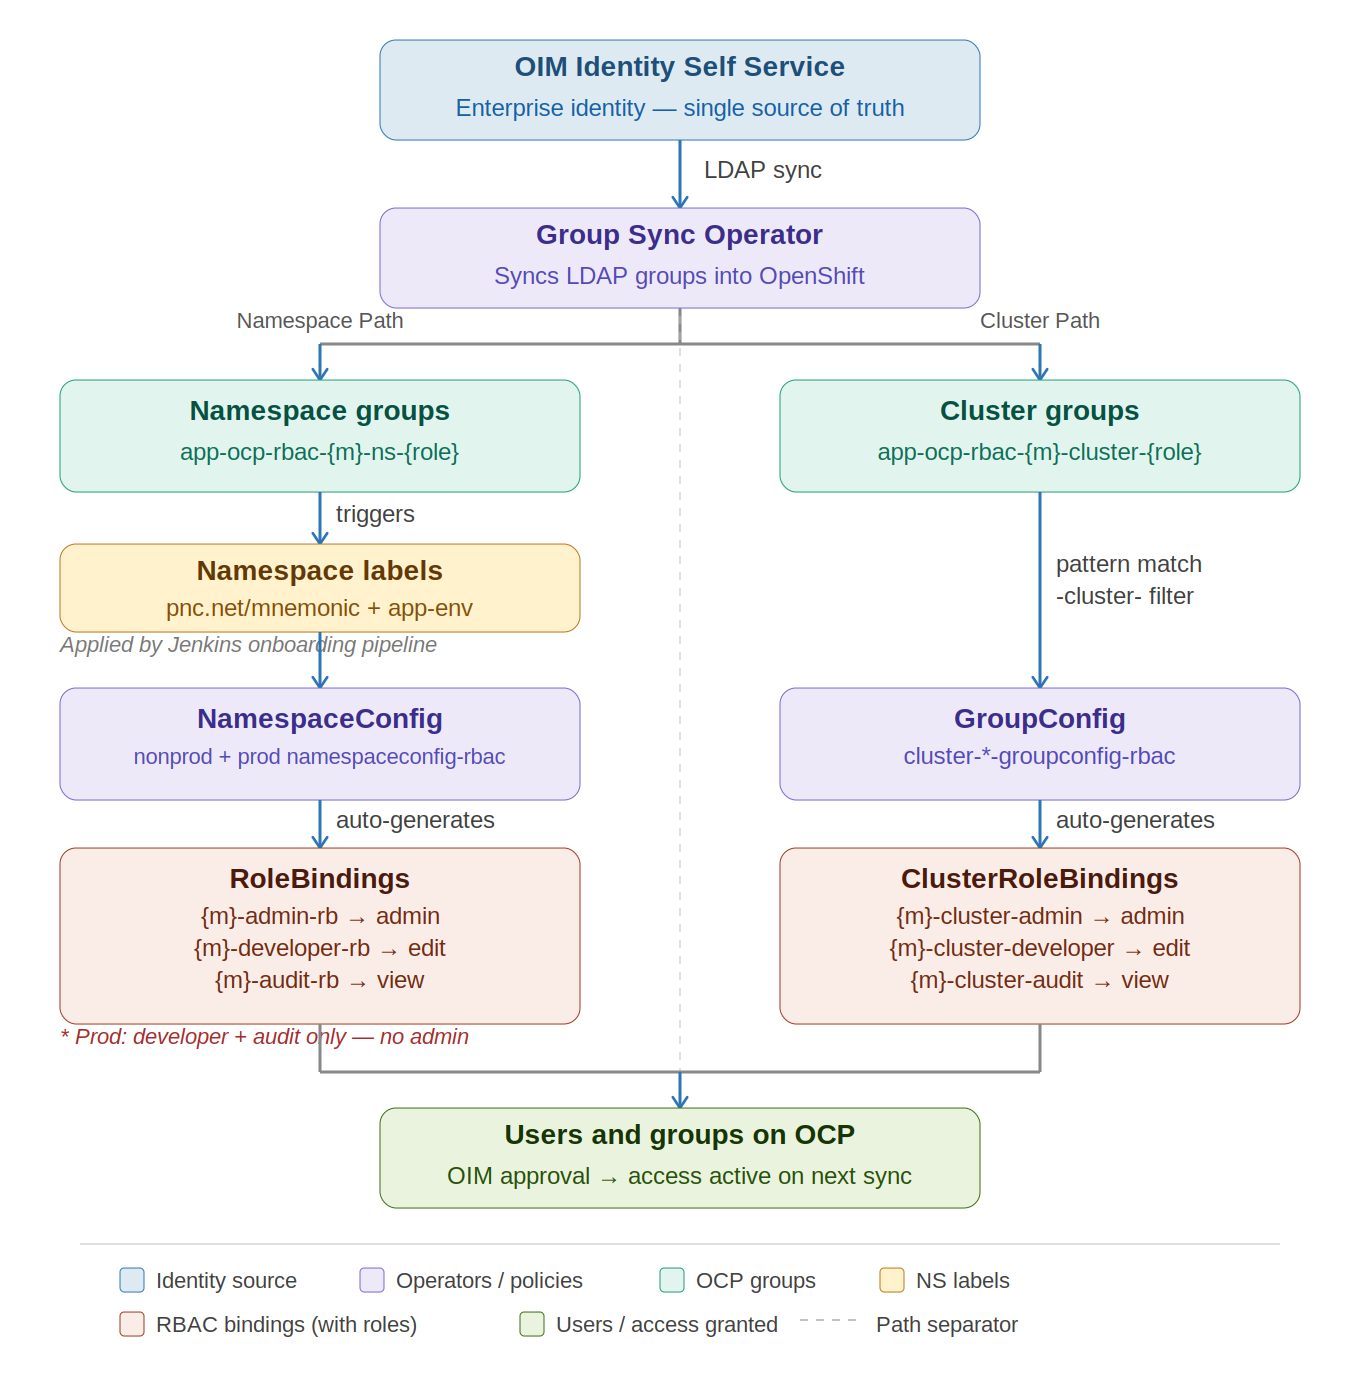 OIM Identity Self Service
Enterprise identity — single source of truth
LDAP sync
Group Sync Operator
Syncs LDAP groups into OpenShift
Namespace Path
Cluster Path
Namespace groups
app-ocp-rbac-{m}-ns-{role}
Cluster groups
app-ocp-rbac-{m}-cluster-{role}
triggers
Namespace labels
pnc.net/mnemonic + app-env
Applied by Jenkins onboarding pipeline
pattern match
-cluster- filter
NamespaceConfig
nonprod + prod namespaceconfig-rbac
GroupConfig
cluster-*-groupconfig-rbac
auto-generates
auto-generates
RoleBindings
{m}-admin-rb → admin
{m}-developer-rb → edit
{m}-audit-rb → view
ClusterRoleBindings
{m}-cluster-admin → admin
{m}-cluster-developer → edit
{m}-cluster-audit → view
* Prod: developer + audit only — no admin
Users and groups on OCP
OIM approval → access active on next sync
Identity source
Operators / policies
OCP groups
NS labels
RBAC bindings (with roles)
Users / access granted
Path separator